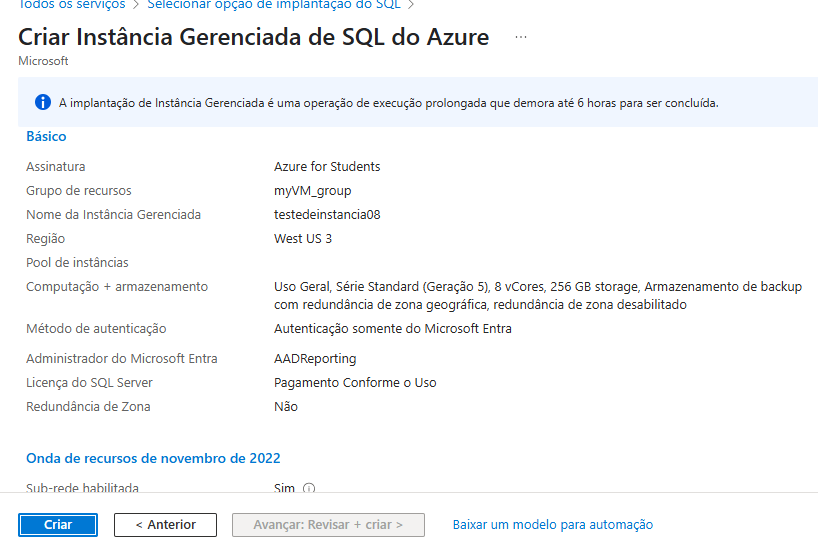 Todos os serviços > Selecionar opção de implantação do SQL >
Criar Instância Gerenciada de SQL do Azure ...
Microsoft
A implantação de Instância Gerenciada é uma operação de execução prolongada que demora até 6 horas para ser concluída.
Básico
Assinatura Azure for Students
Grupo de recursos myVM_group
Nome da Instância Gerenciada testedeinstancia08
Região West US 3
Pool de instâncias
Computação + armazenamento Uso Geral, Série Standard (Geração 5), 8 vCores, 256 GB storage, Armazenamento de backup
com redundância de zona geográfica, redundância de zona desabilitado
Método de autenticação Autenticação somente do Microsoft Entra
Administrador do Microsoft Entra AADReporting
Licença do SQL Server Pagamento Conforme o Uso
Redundância de Zona Não
Onda de recursos de novembro de 2022
Sub-rede habilitada Sim
Criar < Anterior Avançar: Revisar + criar > Baixar um modelo para automação